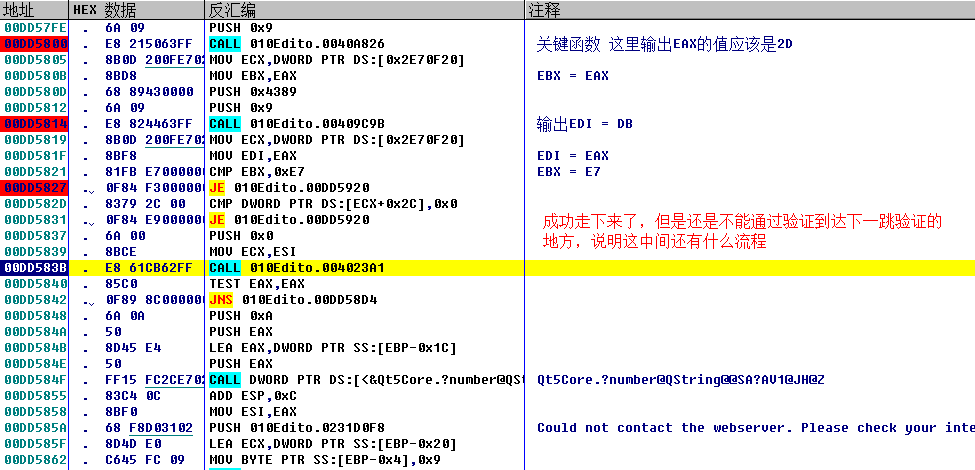 地址 HEX 数据 反汇编 注释
00DD57FE . 6A 09 PUSH 0x9
00DD5800 . E8 215063FF CALL 010Edito.0040A826 关键函数 这里输出EAX的值应该是2D
00DD5805 . 8B0D 200FE702 MOV ECX,DWORD PTR DS:[0x2E70F20]
00DD580B . 8BD8 MOV EBX,EAX EBX = EAX
00DD580D . 68 89430000 PUSH 0x4389
00DD5812 . 6A 09 PUSH 0x9
00DD5814 . E8 824463FF CALL 010Edito.00409C9B 输出EDI = DB
00DD5819 . 8B0D 200FE702 MOV ECX,DWORD PTR DS:[0x2E70F20]
00DD581F . 8BF8 MOV EDI,EAX EDI = EAX
00DD5821 . 81FB E7000000 CMP EBX,0xE7 EBX = E7
00DD5827 .ˬ 0F84 F3000000 JE 010Edito.00DD5920
00DD582D . 8379 2C 00 CMP DWORD PTR DS:[ECX+0x2C],0x0
00DD5831 .ˬ 0F84 E9000000 JE 010Edito.00DD5920 成功走下来了，但是还是不能通过验证到达下一跳验证的
00DD5837 . 6A 00 PUSH 0x0 地方，说明这中间还有什么流程
00DD5839 . 8BCE MOV ECX,ESI
00DD583B . E8 61CB62FF CALL 010Edito.004023A1
00DD5840 . 85C0 TEST EAX,EAX
00DD5842 .ˬ 0F89 8C000000 JNS 010Edito.00DD58D4
00DD5848 . 6A 0A PUSH 0xA
00DD584A . 50 PUSH EAX
00DD584B . 8D45 E4 LEA EAX,DWORD PTR SS:[EBP-0x1C]
00DD584E . 50 PUSH EAX
00DD584F . FF15 FC2CE702 CALL DWORD PTR DS:[<&Qt5Core.?number@QSt Qt5Core.?number@QString@@SA?AV1@JH@Z
00DD5855 . 83C4 0C ADD ESP,0xC
00DD5858 . 8BF0 MOV ESI,EAX
00DD585A . 68 F8D03102 PUSH 010Edito.0231D0F8 Could not contact the webserver. Please check your inte
00DD585F . 8D4D E0 LEA ECX,DWORD PTR SS:[EBP-0x20]
00DD5862 . C645 FC 09 MOV BYTE PTR SS:[EBP-0x4],0x9